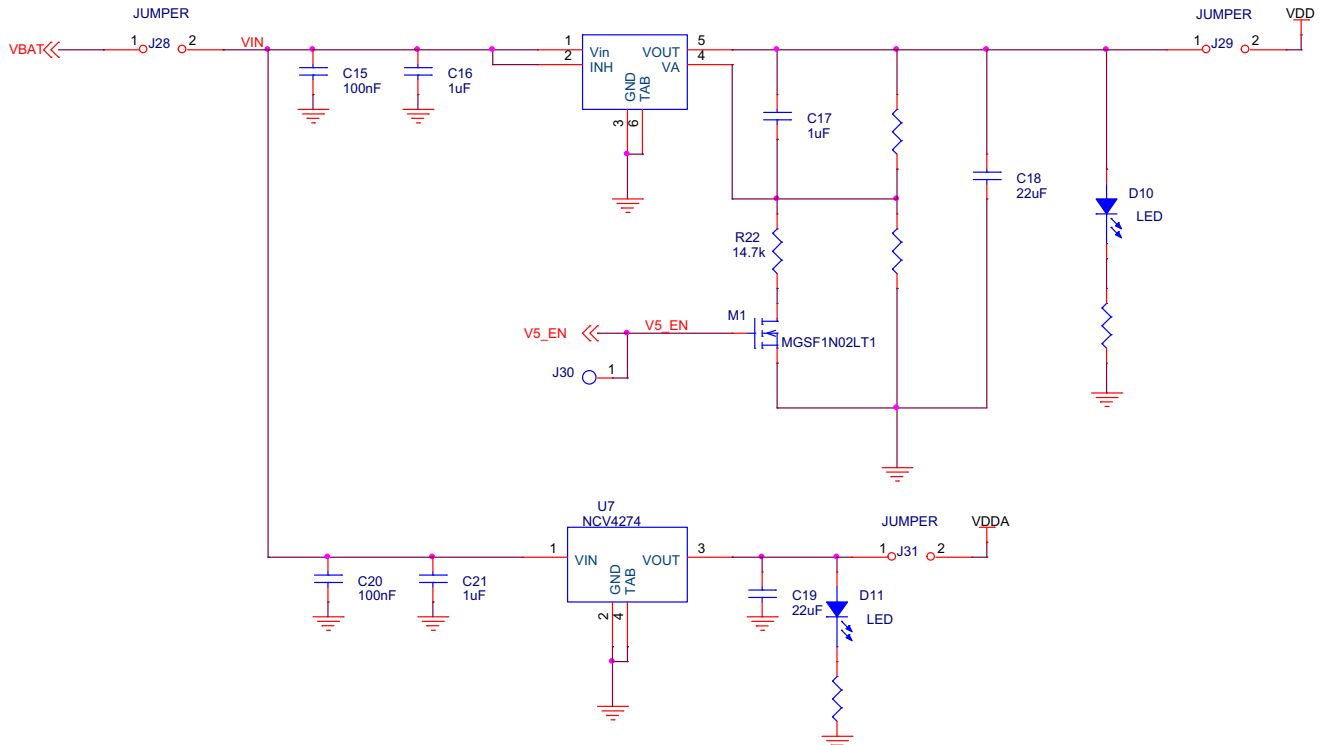 JUMPER
JUMPER
VDD
VBAT
1
J28
2
VIN
1
Vin
VOUT
5
1
J29
2
2
INH
VA
4
GND
TAB
3
6
C15
100nF
C16
1uF
C17
1uF
C18
22uF
D10
LED
R22
14.7k
M1
MGSF1N02LT1
V5_EN
V5_EN
J30
1
U7
NCV4274
JUMPER
VDDA
1
VIN
VOUT
3
1
J31
2
GND
TAB
2
4
C20
100nF
C21
1uF
C19
22uF
D11
LED